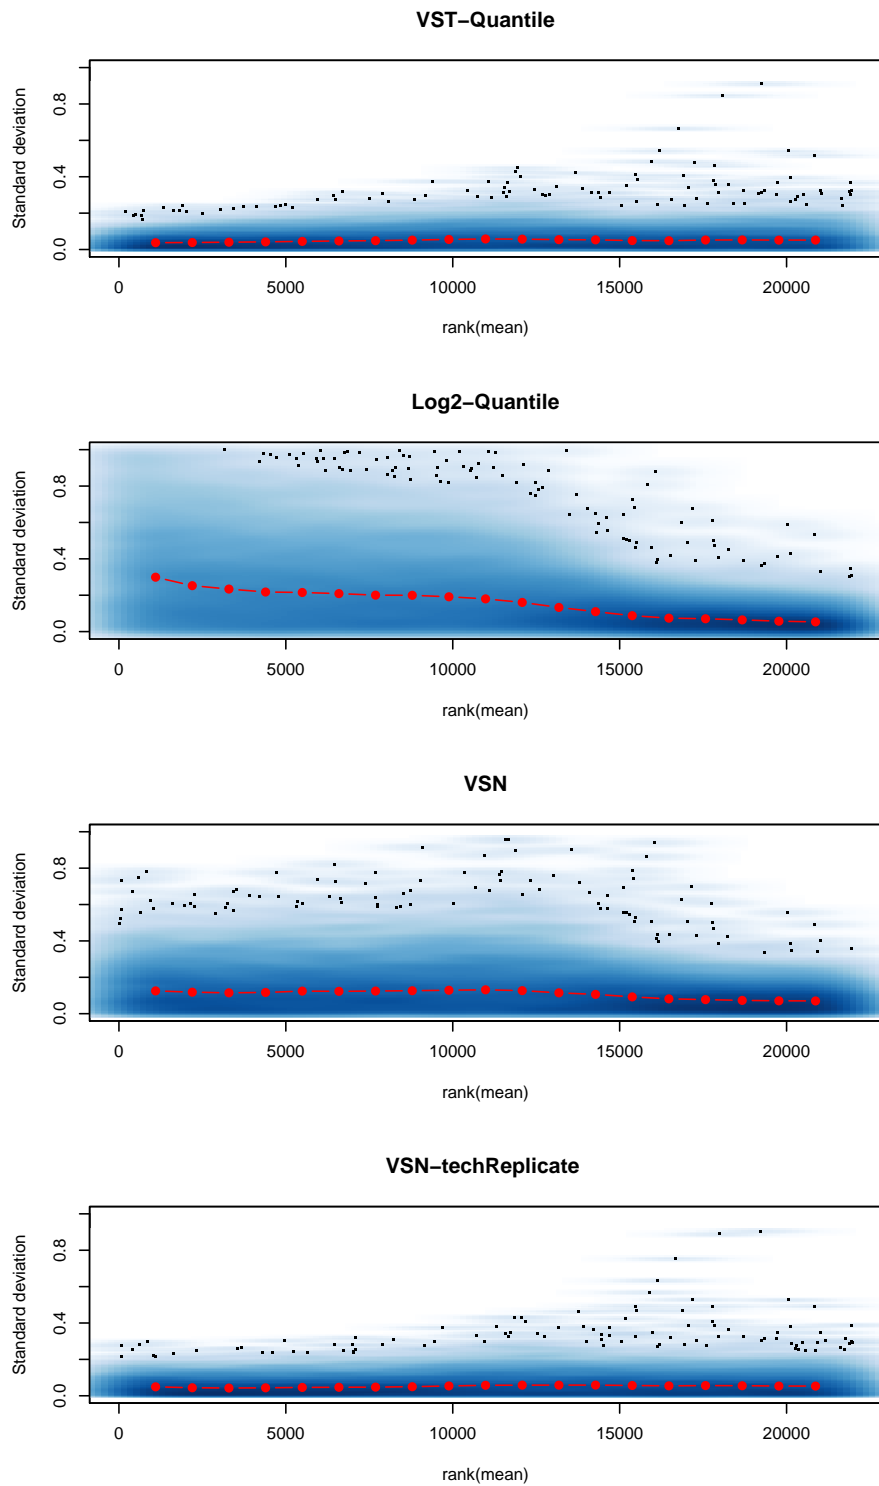 VST−Quantile
Standard deviation
0.0 0.4 0.8
0 5000 10000 15000 20000
rank(mean)
Log2−Quantile
Standard deviation
0.0 0.4 0.8
0 5000 10000 15000 20000
rank(mean)
VSN
Standard deviation
0.0 0.4 0.8
0 5000 10000 15000 20000
rank(mean)
VSN−techReplicate
Standard deviation
0.0 0.4 0.8
0 5000 10000 15000 20000
rank(mean)